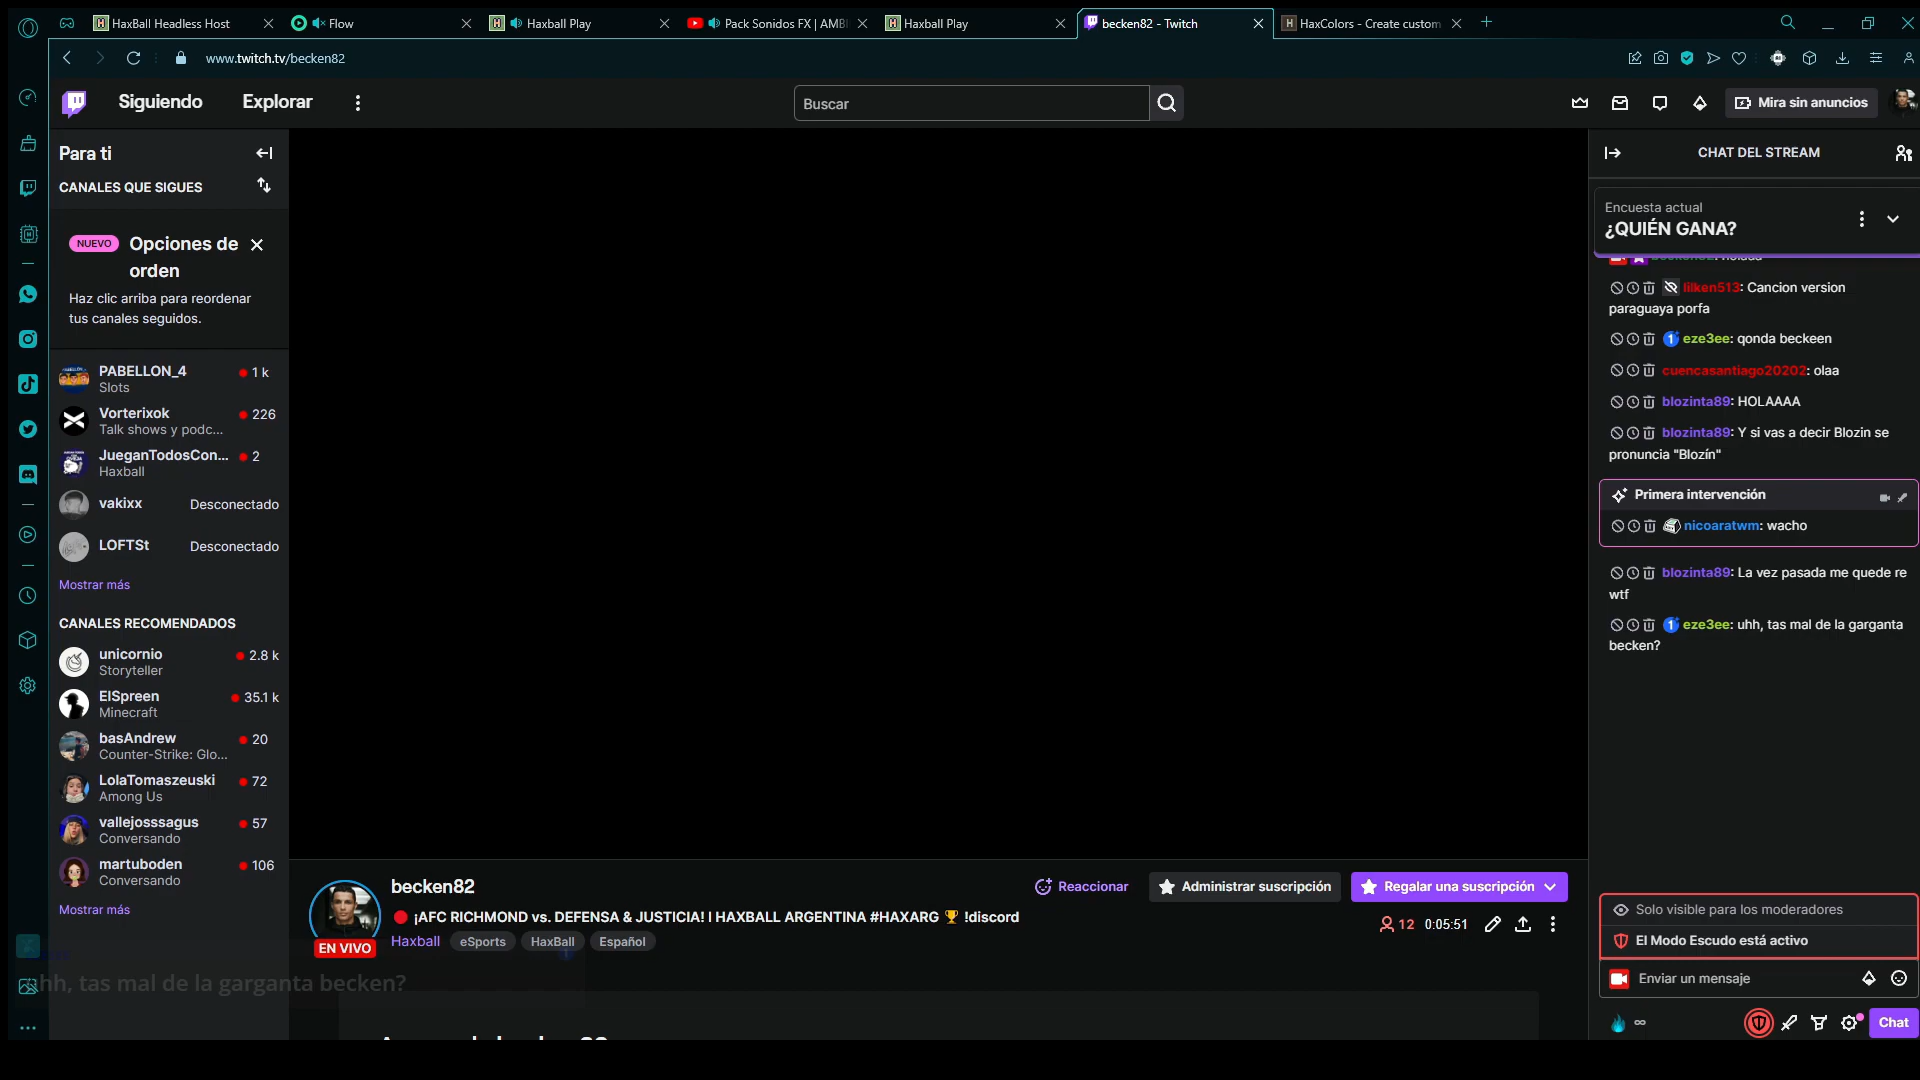 HaxBall Headless Host
Flow
Haxball Play
Pack Sonidos FX | AMBI
Haxball Play
becken82 - Twitch
HaxColors - Create custom
www.twitch.tv/becken82
Siguiendo
Explorar
Buscar
Mira sin anuncios
Para ti
CANALES QUE SIGUES
NUEVO
Opciones de
orden
Haz clic arriba para reordenar
tus canales seguidos.
PABELLON_4
1 k
Slots
Vorterixok
226
Talk shows y podc...
JueganTodosCon...
2
Haxball
vakixx
Desconectado
LOFTSt
Desconectado
Mostrar más
CANALES RECOMENDADOS
unicornio
2.8 k
Storyteller
ElSpreen
35.1 k
Minecraft
basAndrew
20
Counter-Strike: Glo...
LolaTomaszeuski
72
Among Us
vallejosssagus
57
Conversando
martuboden
106
Conversando
Mostrar más
becken82
Reaccionar
Administrar suscripción
Regalar una suscripción
¡AFC RICHMOND vs. DEFENSA & JUSTICIA! | HAXBALL ARGENTINA #HAXARG 🏆 !discord
12
0:05:51
EN VIVO
Haxball
eSports
HaxBall
Español
hh, tas mal de la garganta becken?
CHAT DEL STREAM
Encuesta actual
¿QUIÉN GANA?
lilken513: Cancion version
paraguaya porfa
1 eze3ee: qonda beckeen
cuencasantiago20202: olaa
blozinta89: HOLAAAA
blozinta89: Y si vas a decir Blozin se
pronuncia "Blozín"
Primera intervención
nicoaratwm: wacho
blozinta89: La vez pasada me quede re
wtf
1 eze3ee: uhh, tas mal de la garganta
becken?
Solo visible para los moderadores
El Modo Escudo está activo
Enviar un mensaje
∞
Chat